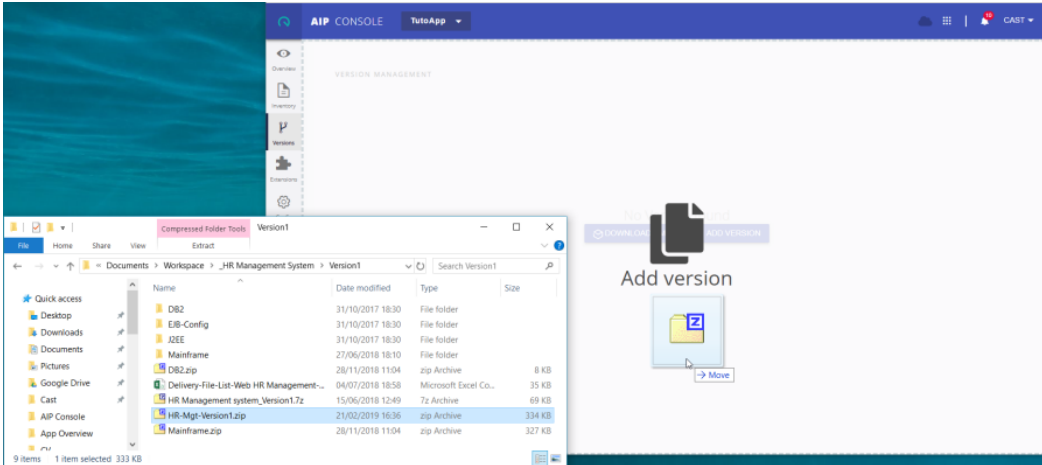 AIP CONSOLE TutoApp
10
CAST
Overview
VERSION MANAGEMENT
Inventory
Versions
Extensions
No
DOWNLOAD ADD VERSION
Add version
Move
Compressed Folder Tools Version1
File Home Share View Extract
« Documents > Workspace > _HR Management System > Version1 Search Version1
Name Date modified Type Size
Quick access
Desktop
Downloads
Documents
Pictures
Google Drive
Cast
AIP Console
App Overview
DB2 31/10/2017 18:30 File folder
EJB-Config 31/10/2017 18:30 File folder
J2EE 31/10/2017 18:30 File folder
Mainframe 27/06/2018 18:10 File folder
DB2.zip 28/11/2018 11:04 zip Archive 8 KB
Delivery-File-List-Web HR Management-... 04/07/2018 18:58 Microsoft Excel Co... 35 KB
HR Management system_Version1.7z 15/06/2018 12:49 7z Archive 69 KB
HR-Mgt-Version1.zip 21/02/2019 16:36 zip Archive 334 KB
Mainframe.zip 28/11/2018 11:04 zip Archive 327 KB
9 items 1 item selected 333 KB